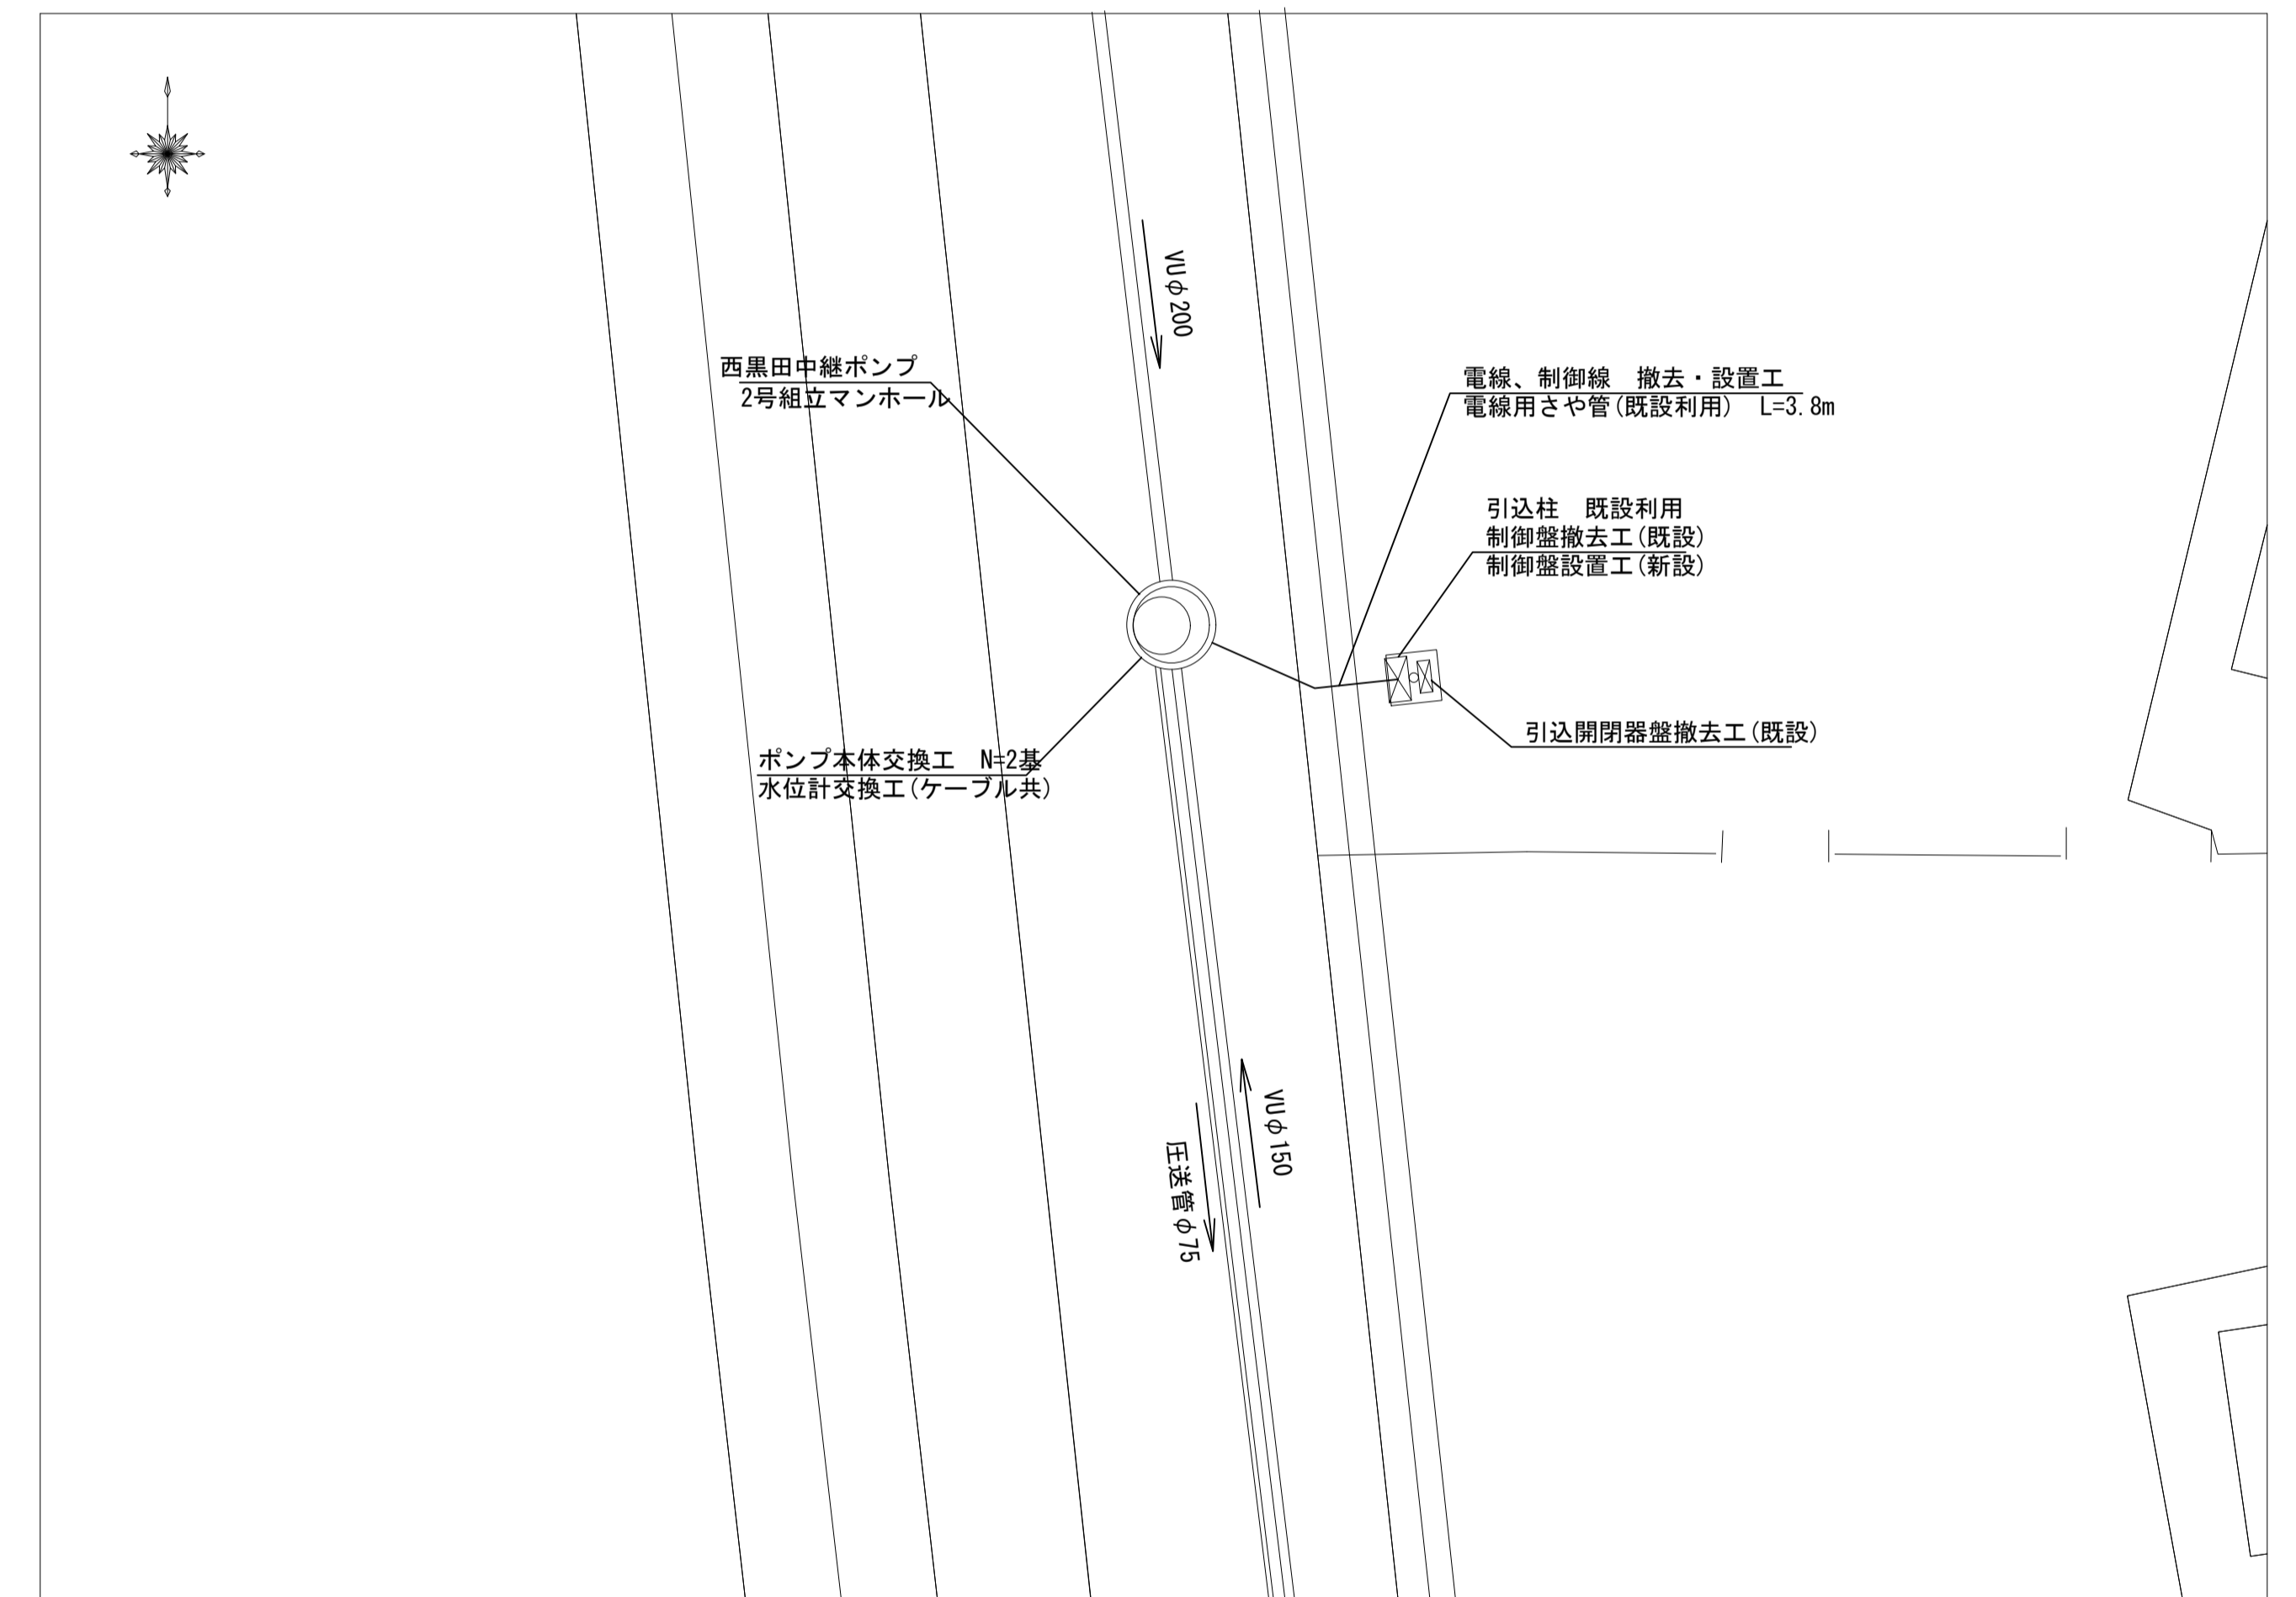 VUφ200
西黒田中継ポンプ
2号組立マンホール
電線、制御線　撤去・設置工
電線用さや管(既設利用)　L=3.8m
引込柱　既設利用
制御盤撤去工(既設)
制御盤設置工(新設)
引込開閉器盤撤去工(既設)
ポンプ本体交換工　N=2基
水位計交換工(ケーブル共)
VUφ150
圧送管φ75